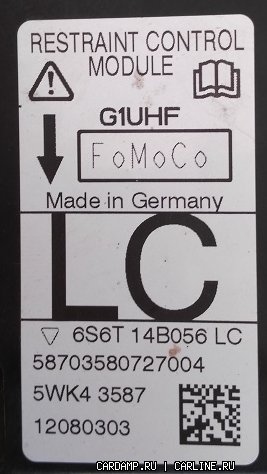 RESTRAINT CONTROL
MODULE
G1UHF
FoMoCo
Made in Germany
LC
6S6T 14B056 LC
58703580727004
5WK4 3587
12080303
CARDAMP.RU | CARLINE.RU